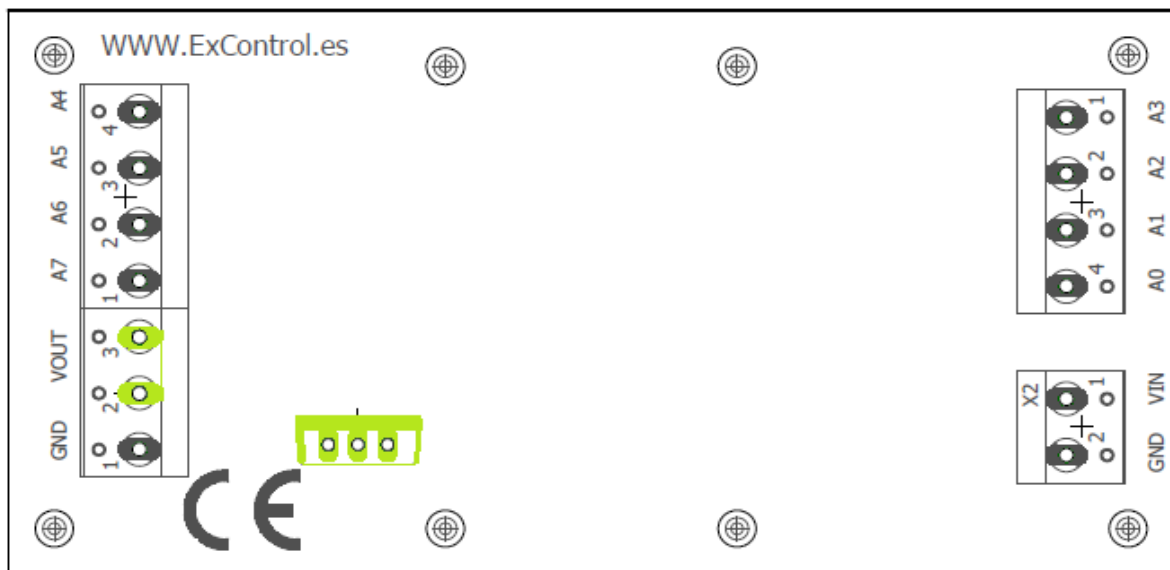 WWW.ExControl.es
A4
4
A5
3
A6
2
A7
1
VOUT
3
2
GND
1
CE
1
A3
2
A2
3
A1
4
A0
X2
1
VIN
2
GND